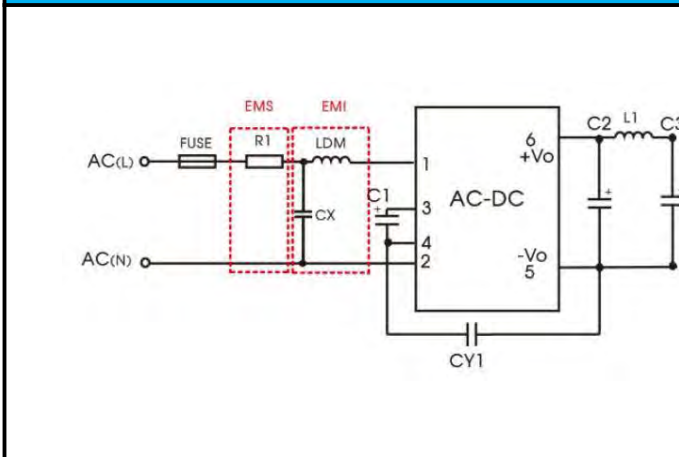 EMS EMI
FUSE R1 LDM
AC(L)
CX
AC(N)
C1
1
3
4
2
AC-DC
6
+Vo
-Vo
5
C2 L1 C3
CY1